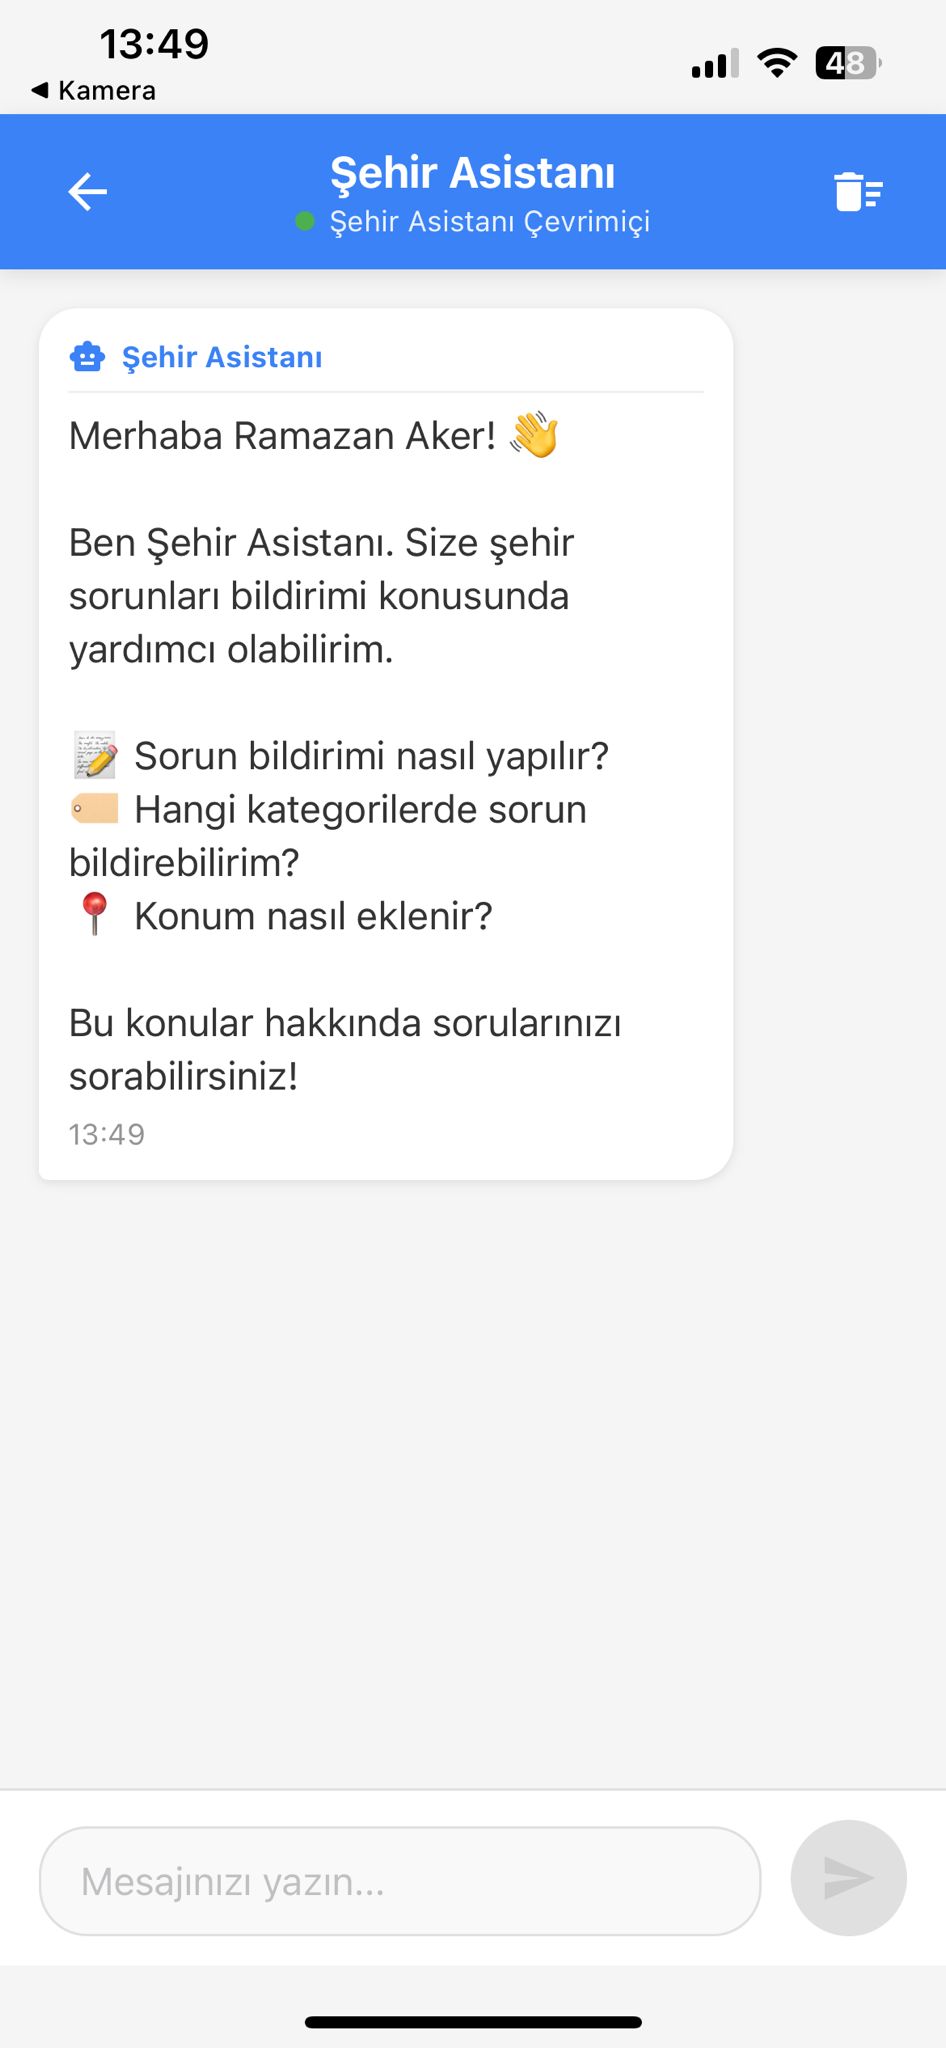 13:49
48
◀ Kamera
Şehir Asistanı
Şehir Asistanı Çevrimiçi
Şehir Asistanı
Merhaba Ramazan Aker! 👋
Ben Şehir Asistanı. Size şehir
sorunları bildirimi konusunda
yardımcı olabilirim.
📝 Sorun bildirimi nasıl yapılır?
🏷️ Hangi kategorilerde sorun
bildirebilirim?
📍 Konum nasıl eklenir?
Bu konular hakkında sorularınızı
sorabilirsiniz!
13:49
Mesajınızı yazın...